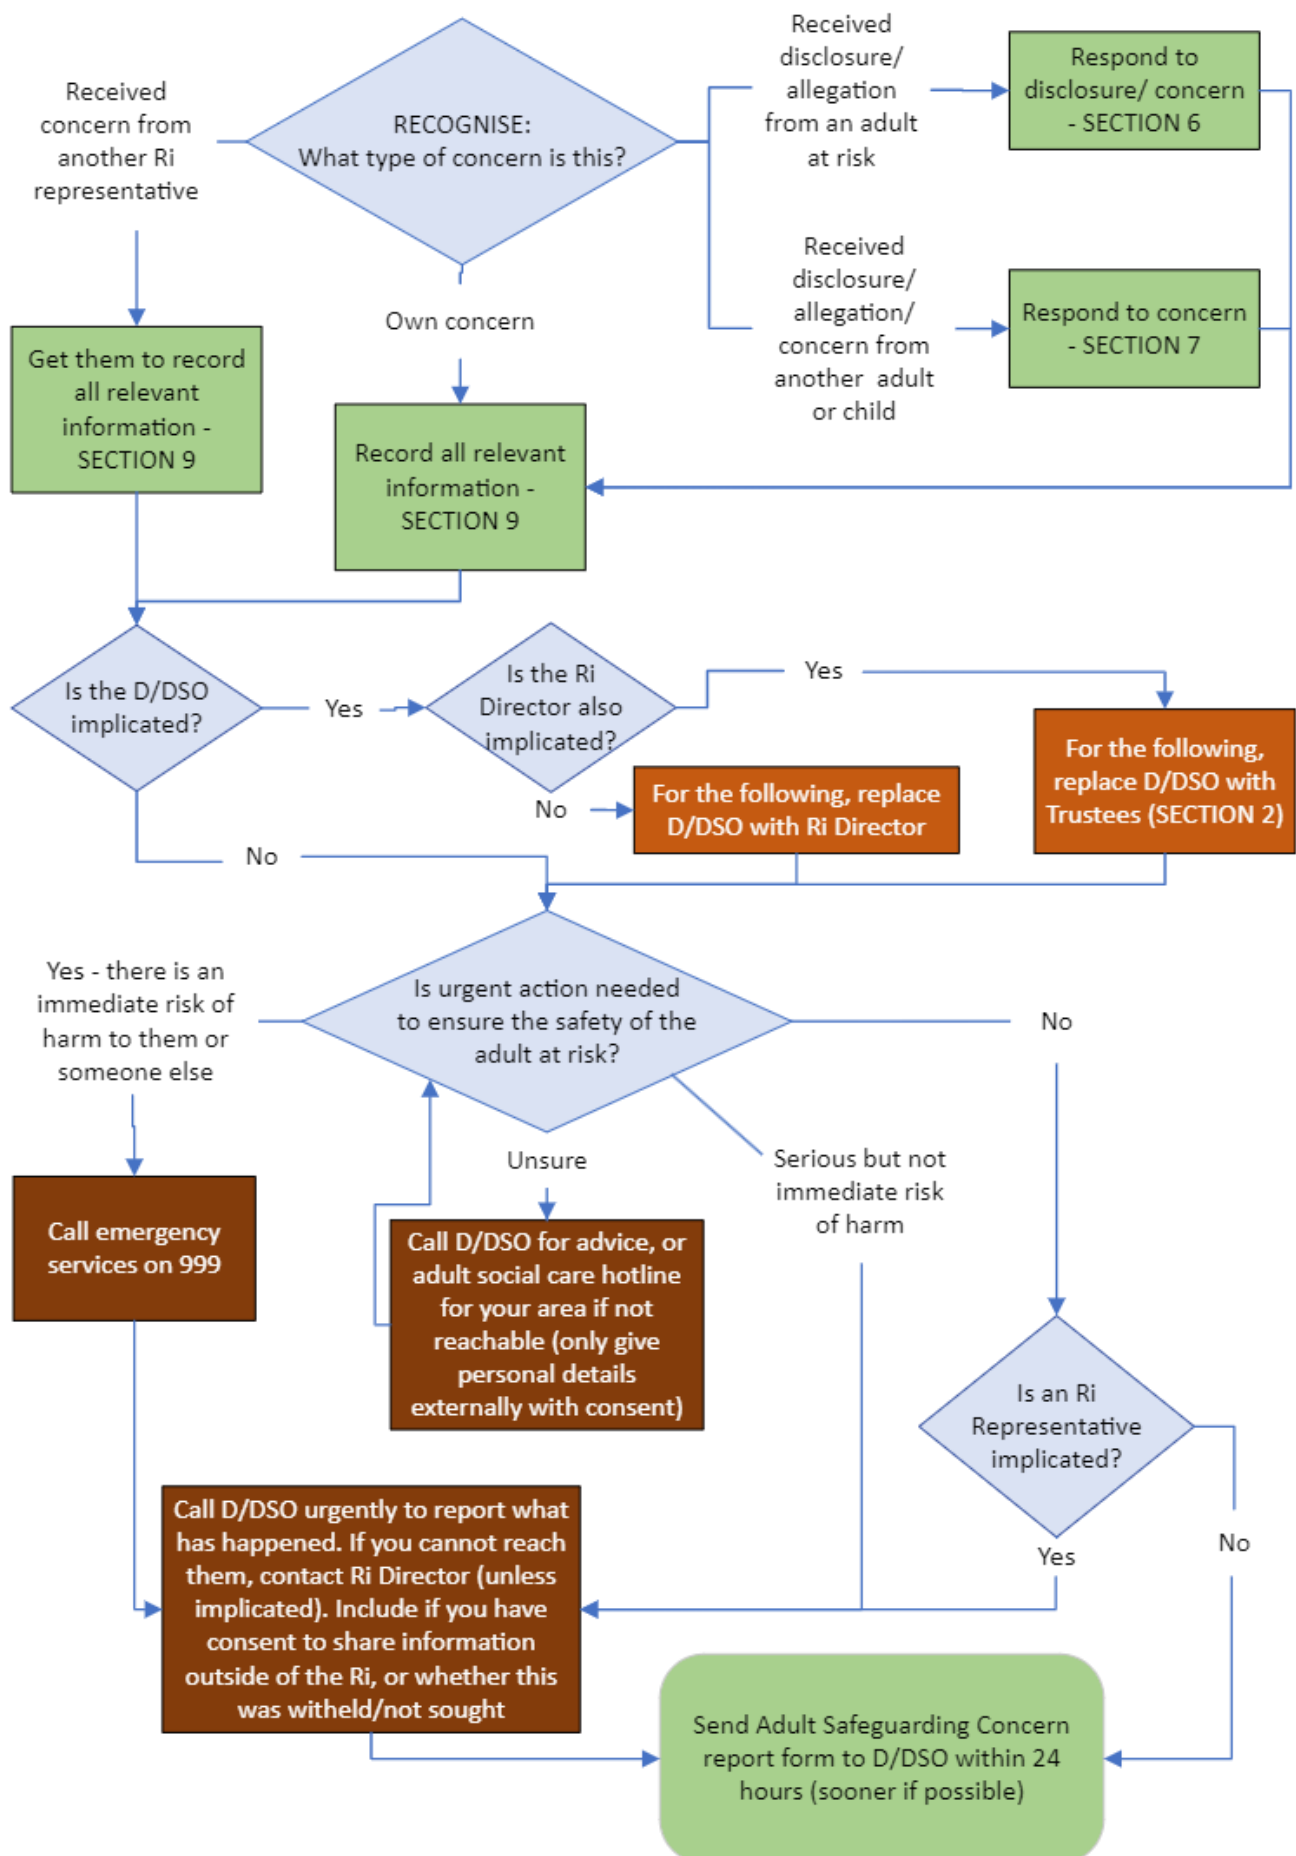 Received
concern from
another Ri
representative
RECOGNISE:
What type of concern is this?
Received
disclosure/
allegation
from an adult
at risk
Respond to
disclosure/ concern
- SECTION 6
Received
disclosure/
allegation/
concern from
another adult
or child
Respond to concern
- SECTION 7
Own concern
Get them to record
all relevant
information -
SECTION 9
Record all relevant
information -
SECTION 9
Is the D/DSO
implicated?
Yes
Is the Ri
Director also
implicated?
Yes
For the following,
replace D/DSO with
Trustees (SECTION 2)
No
For the following, replace
D/DSO with Ri Director
No
Is urgent action needed
to ensure the safety of the
adult at risk?
Yes - there is an
immediate risk of
harm to them or
someone else
No
Unsure
Serious but not
immediate risk
of harm
Call emergency
services on 999
Call D/DSO for advice, or
adult social care hotline
for your area if not
reachable (only give
personal details
externally with consent)
Is an Ri
Representative
implicated?
Yes
No
Call D/DSO urgently to report what
has happened. If you cannot reach
them, contact Ri Director (unless
implicated). Include if you have
consent to share information
outside of the Ri, or whether this
was witheld/not sought
Send Adult Safeguarding Concern
report form to D/DSO within 24
hours (sooner if possible)